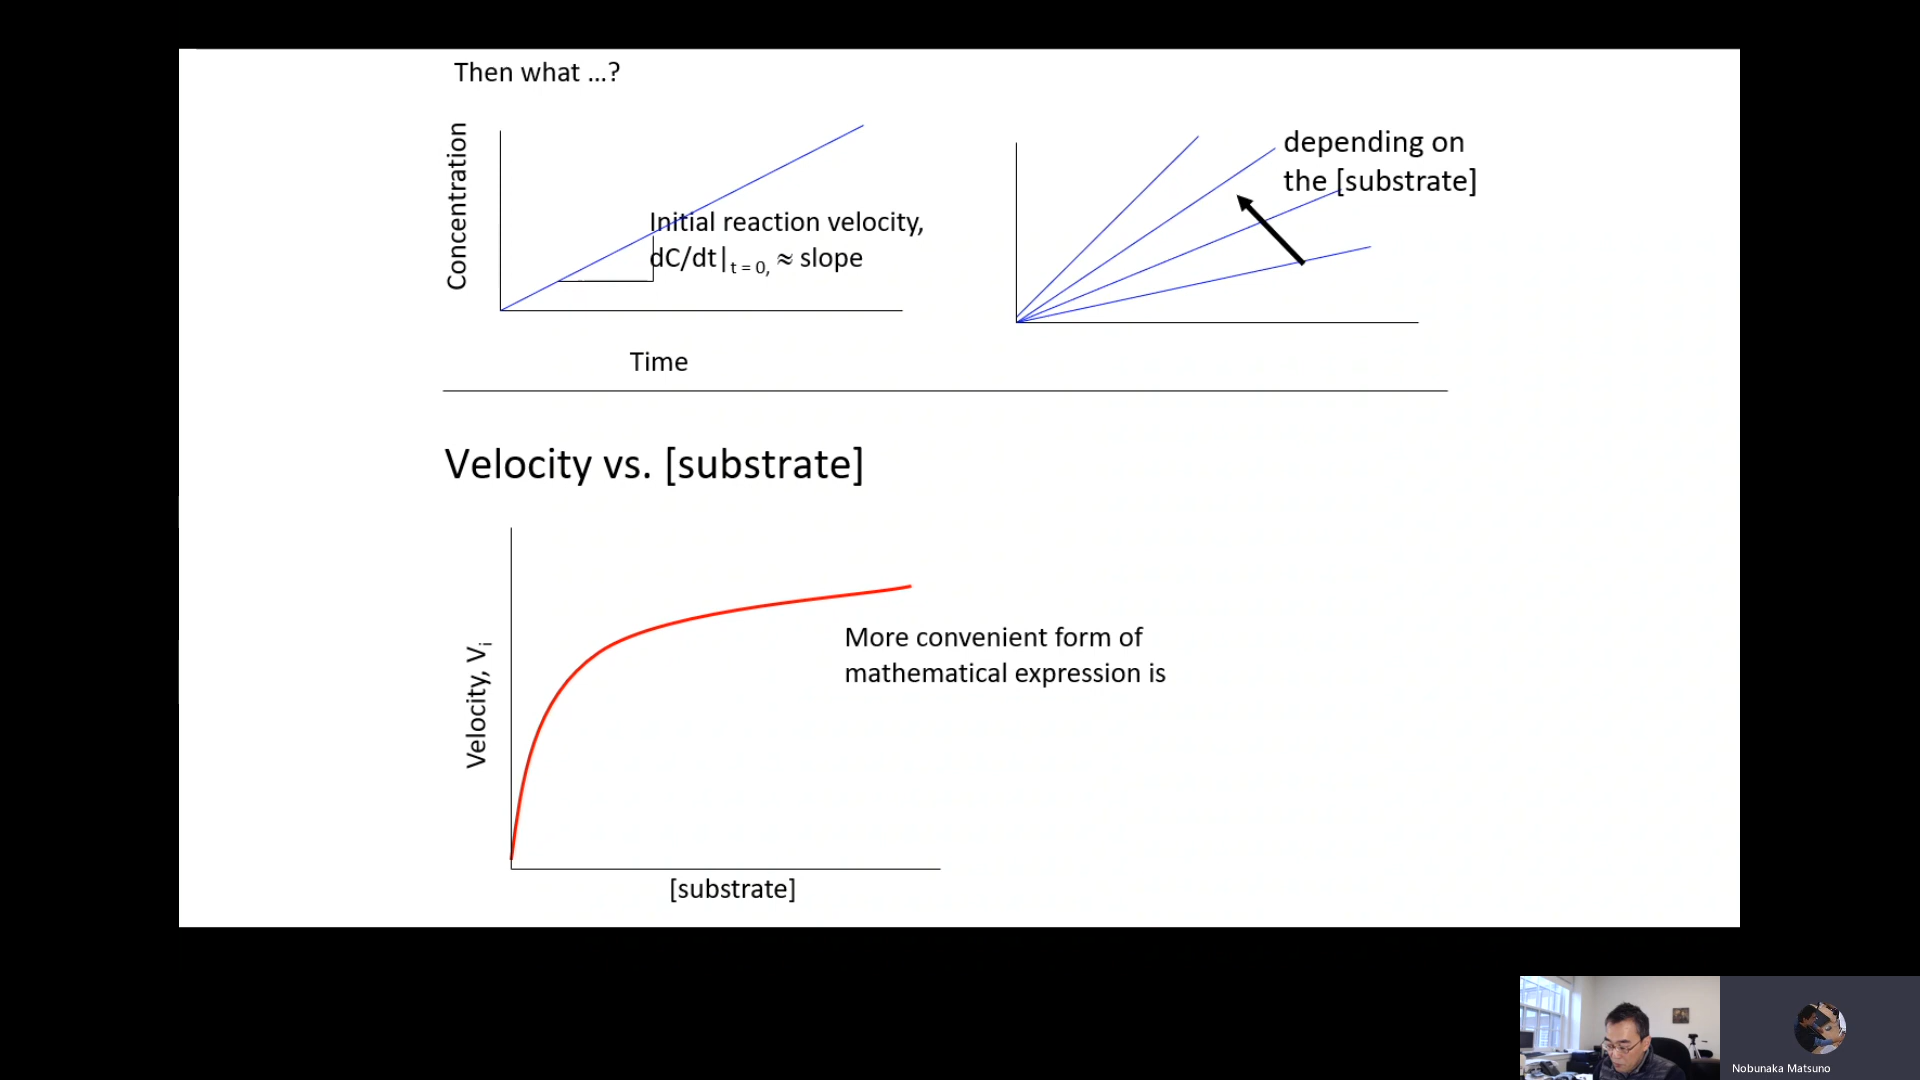 Then what ...?
Concentration
Initial reaction velocity,
dC/dt|t = 0, ≈ slope
Time
depending on
the [substrate]
Velocity vs. [substrate]
Velocity, Vi
More convenient form of
mathematical expression is
[substrate]
Nobunaka Matsuno